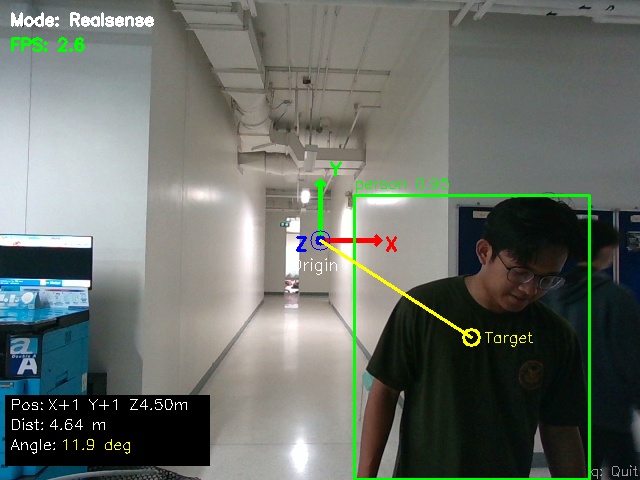 Mode: Realsense
FPS: 2.6
Y
person 0.95
Z
X
Origin
Target
a
Double A
A
Pos: X+1 Y+1 Z4.50m
Dist: 4.64 m
Angle: 11.9 deg
q: Quit